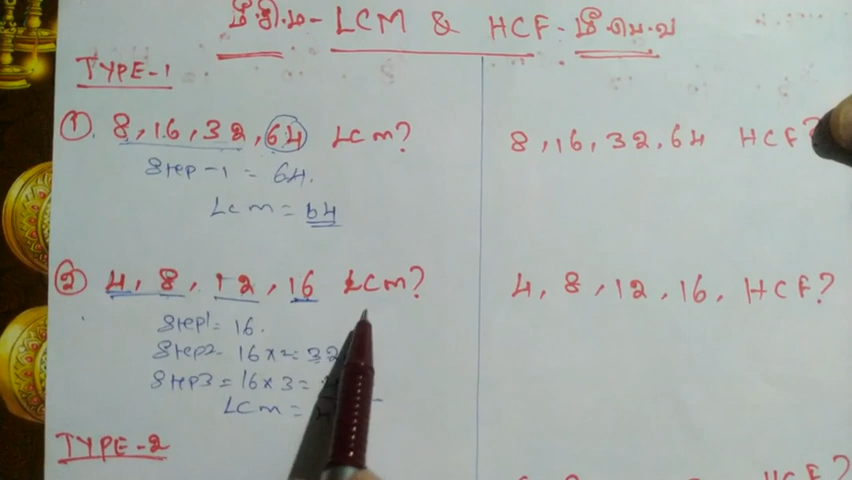 மீ.சி.ம - LCM & HCF - மீ.பொ.வ
TYPE-1
① 8, 16, 32, 64 LCM?
Step-1 = 64.
LCM = 64
② 4, 8, 12, 16 LCM?
Step1 = 16.
Step2 = 16×2 = 32
Step3 = 16×3 =
LCM =
TYPE-2
8, 16, 32, 64 HCF?
4, 8, 12, 16, HCF?
HCF?